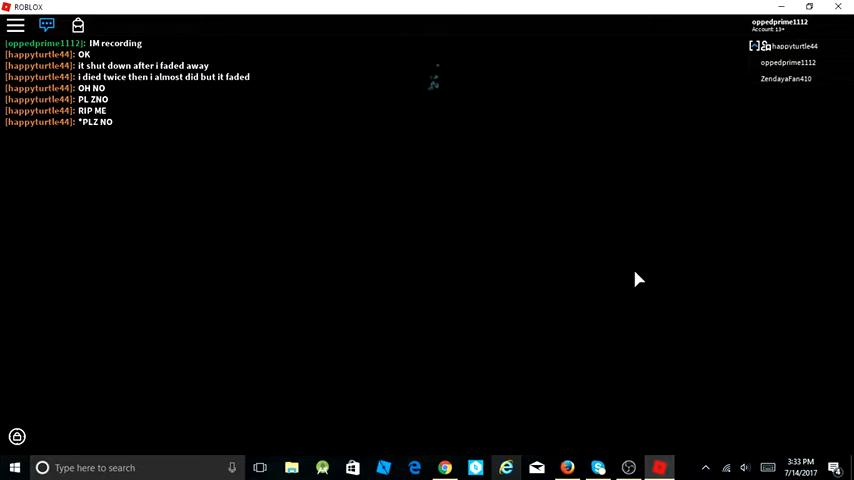 ROBLOX
oppedprime1112
Account: 13+
[oppedprime1112]: IM recording
[happyturtle44]: OK
[happyturtle44]: it shut down after i faded away
[happyturtle44]: i died twice then i almost did but it faded
[happyturtle44]: OH NO
[happyturtle44]: PL ZNO
[happyturtle44]: RIP ME
[happyturtle44]: *PLZ NO
happyturtle44
oppedprime1112
ZendayaFan410
Type here to search
3:33 PM
7/14/2017
4